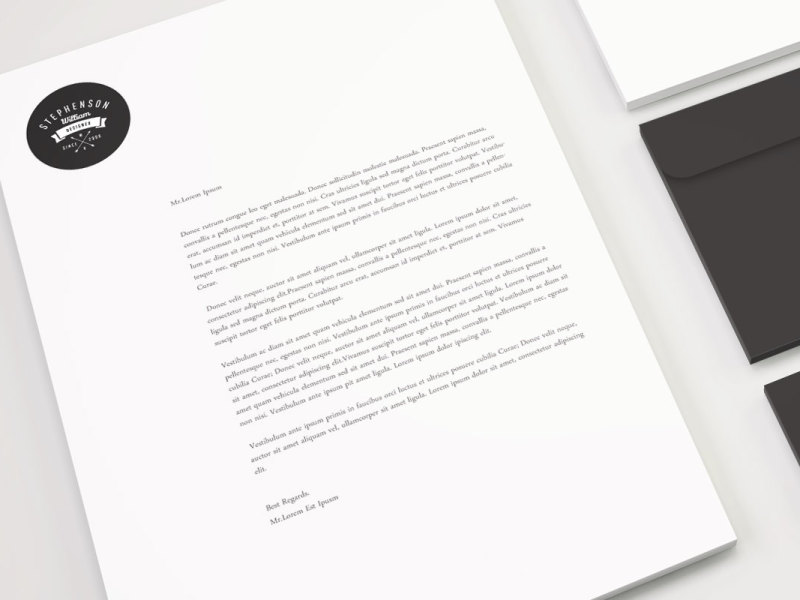 STEPHENSON
William
DESIGNER
SINCE 2008
Mr.Lorem Ipsum
Donec rutrum congue leo eget malesuada. Donec sollicitudin molestie malesuada. Praesent sapien massa,
convallis a pellentesque nec, egestas non nisi. Cras ultricies ligula sed magna dictum porta. Curabitur arcu
erat, accumsan id imperdiet et, porttitor at sem. Vivamus suscipit tortor eget felis porttitor volutpat. Vestibu-
lum ac diam sit amet quam vehicula elementum sed sit amet dui. Praesent sapien massa, convallis a pellen-
tesque nec, egestas non nisi. Vestibulum ante ipsum primis in faucibus orci luctus et ultrices posuere cubilia
Curae.
Donec velit neque, auctor sit amet aliquam vel, ullamcorper sit amet ligula. Lorem ipsum dolor sit amet,
consectetur adipiscing elit.Praesent sapien massa, convallis a pellentesque nec, egestas non nisi. Cras ultricies
ligula sed magna dictum porta. Curabitur arcu erat, accumsan id imperdiet et, porttitor at sem. Vivamus
suscipit tortor eget felis porttitor volutpat.
Vestibulum ac diam sit amet quam vehicula elementum sed sit amet dui. Praesent sapien massa, convallis a
pellentesque nec, egestas non nisi. Vestibulum ante ipsum primis in faucibus orci luctus et ultrices posuere
cubilia Curae; Donec velit neque, auctor sit amet aliquam vel, ullamcorper sit amet ligula. Lorem ipsum dolor
sit amet, consectetur adipiscing elit.Vivamus suscipit tortor eget felis porttitor volutpat. Vestibulum ac diam sit
amet quam vehicula elementum sed sit amet dui. Praesent sapien massa, convallis a pellentesque nec, egestas
non nisi. Vestibulum ante ipsum pit amet ligula. Lorem ipsum dolor ipiscing elit.
Vestibulum ante ipsum primis in faucibus orci luctus et ultrices posuere cubilia Curae; Donec velit neque,
auctor sit amet aliquam vel, ullamcorper sit amet ligula. Lorem ipsum dolor sit amet, consectetur adipiscing
elit.
Best Regards.
Mr.Lorem Est Ipusm